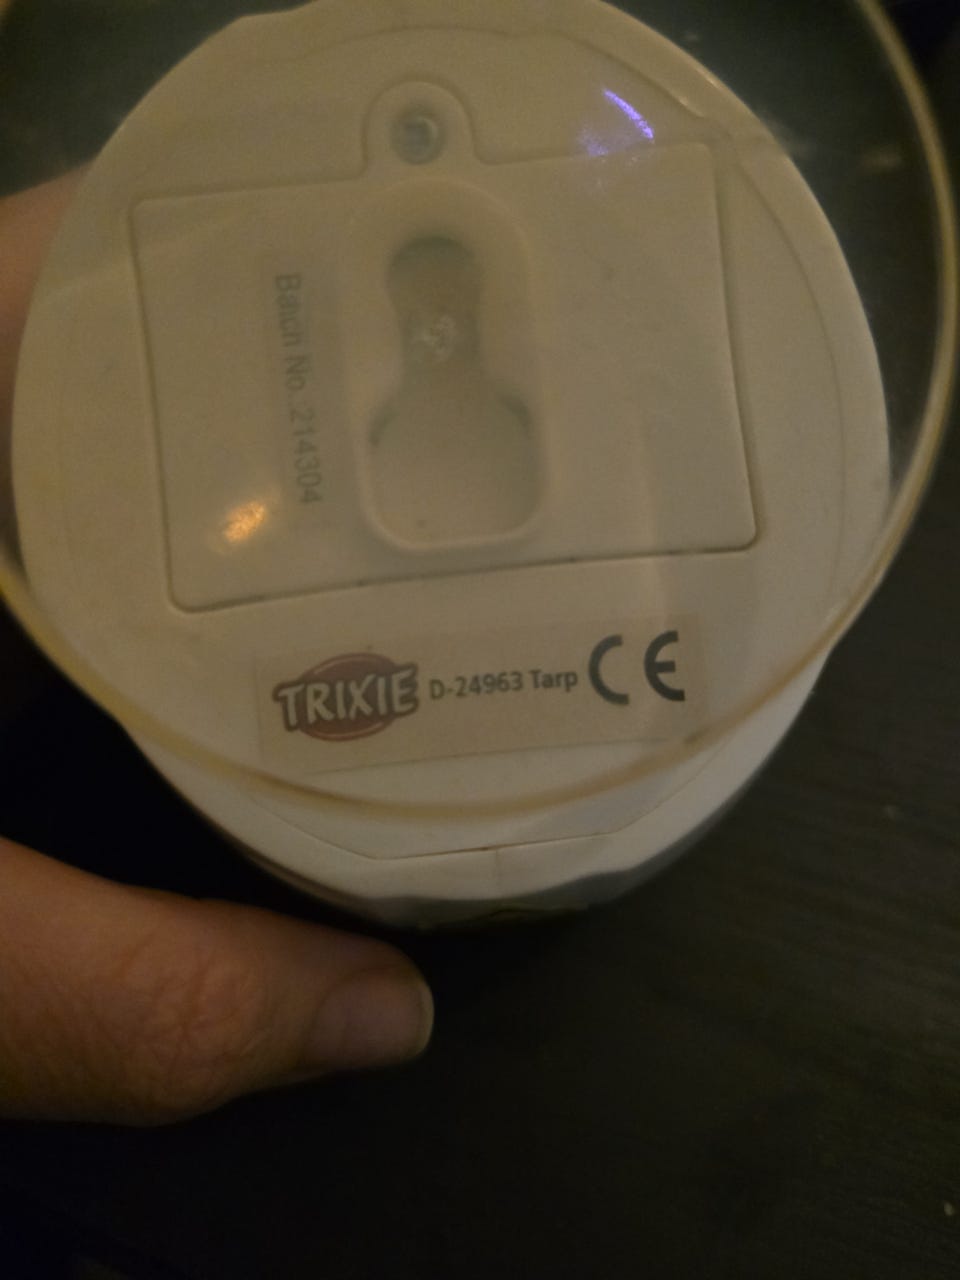 Batch No.:214304
TRIXIE D-24963 Tarp CE